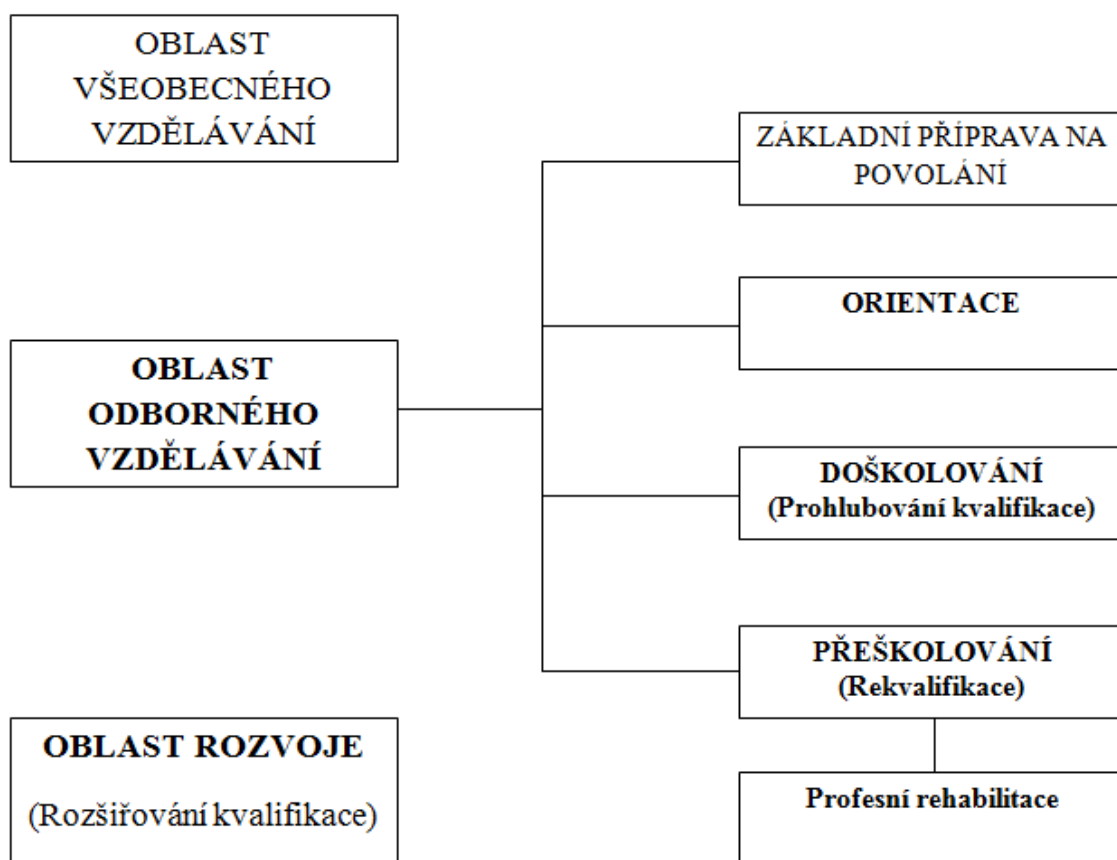 OBLAST
VŠEOBECNÉHO
VZDĚLÁVÁNÍ
ZÁKLADNÍ PŘÍPRAVA NA
POVOLÁNÍ
ORIENTACE
OBLAST
ODBORNÉHO
VZDĚLÁVÁNÍ
DOŠKOLOVÁNÍ
(Prohlubování kvalifikace)
PŘEŠKOLOVÁNÍ
(Rekvalifikace)
OBLAST ROZVOJE
(Rozšiřování kvalifikace)
Profesní rehabilitace